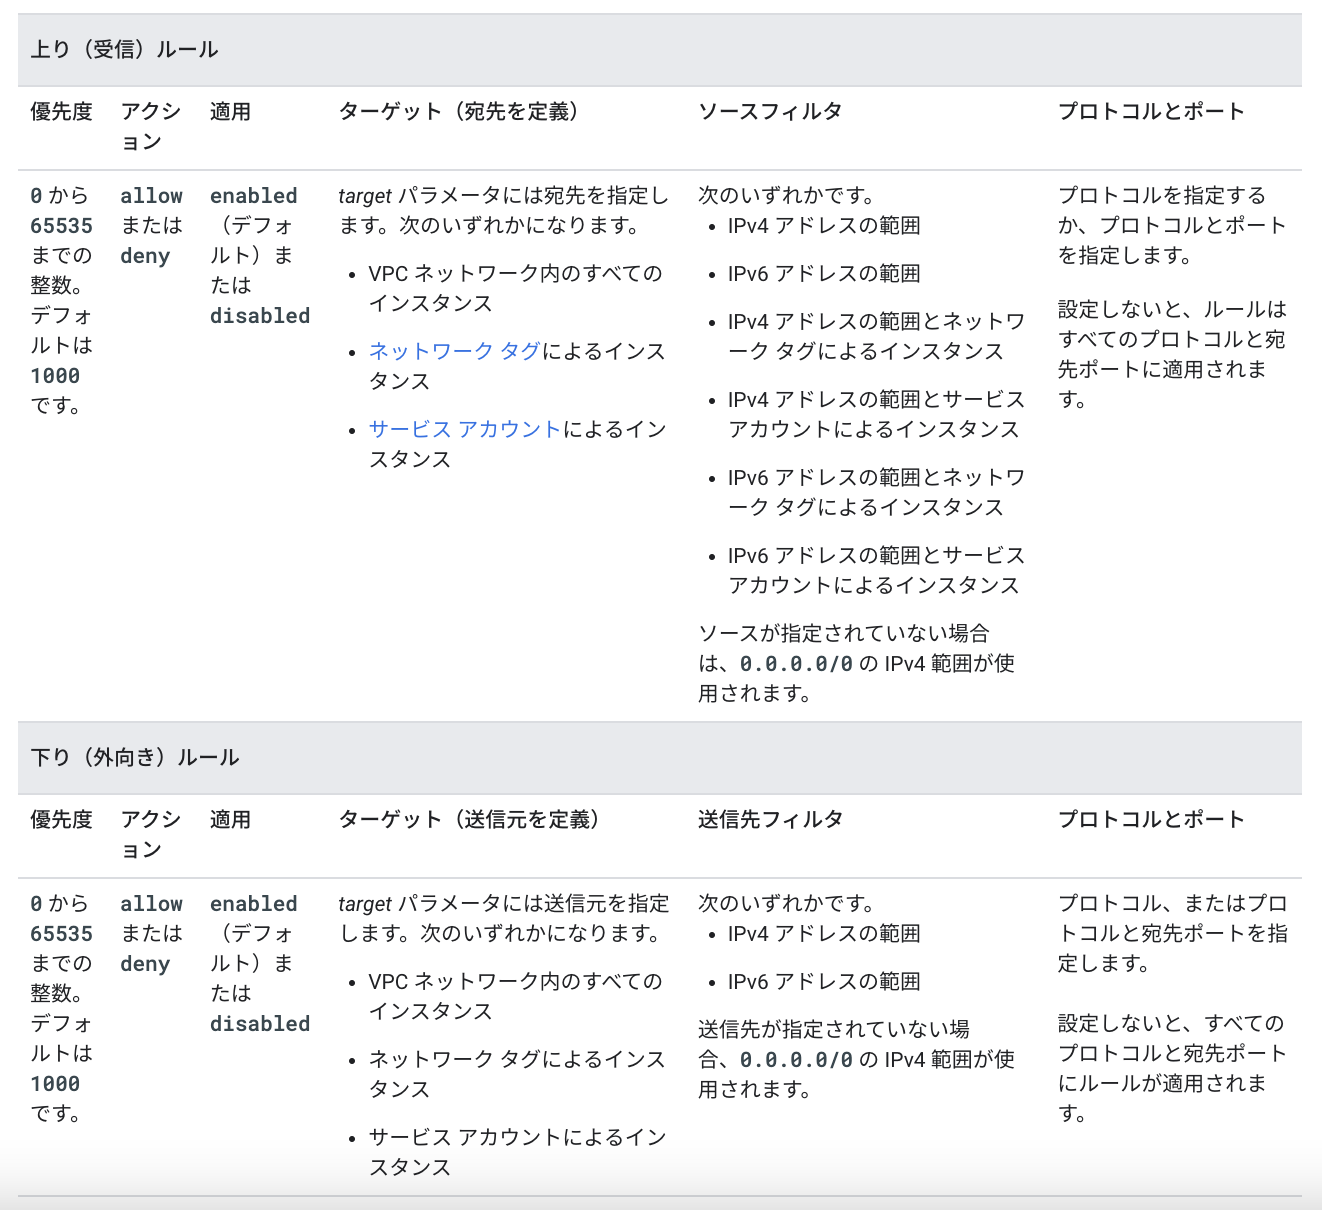 上り（受信）ルール
優先度
アクシ
ョン
適用
ターゲット（宛先を定義）
ソースフィルタ
プロトコルとポート
0 から
65535
までの
整数。
デフォ
ルトは
1000
です。
allow
または
deny
enabled
（デフォ
ルト）ま
たは
disabled
target パラメータには宛先を指定し
ます。次のいずれかになります。
• VPC ネットワーク内のすべての
インスタンス
• ネットワーク タグによるインス
タンス
• サービス アカウントによるイン
スタンス
次のいずれかです。
• IPv4 アドレスの範囲
• IPv6 アドレスの範囲
• IPv4 アドレスの範囲とネットワ
ーク タグによるインスタンス
• IPv4 アドレスの範囲とサービス
アカウントによるインスタンス
• IPv6 アドレスの範囲とネットワ
ーク タグによるインスタンス
• IPv6 アドレスの範囲とサービス
アカウントによるインスタンス
ソースが指定されていない場合
は、0.0.0.0/0 の IPv4 範囲が使
用されます。
プロトコルを指定する
か、プロトコルとポート
を指定します。
設定しないと、ルールは
すべてのプロトコルと宛
先ポートに適用されま
す。
下り（外向き）ルール
優先度
アクシ
ョン
適用
ターゲット（送信元を定義）
送信先フィルタ
プロトコルとポート
0 から
65535
までの
整数。
デフォ
ルトは
1000
です。
allow
または
deny
enabled
（デフォ
ルト）ま
たは
disabled
target パラメータには送信元を指定
します。次のいずれかになります。
• VPC ネットワーク内のすべての
インスタンス
• ネットワーク タグによるインス
タンス
• サービス アカウントによるイン
スタンス
次のいずれかです。
• IPv4 アドレスの範囲
• IPv6 アドレスの範囲
送信先が指定されていない場
合、0.0.0.0/0 の IPv4 範囲が使
用されます。
プロトコル、またはプロ
トコルと宛先ポートを指
定します。
設定しないと、すべての
プロトコルと宛先ポート
にルールが適用されま
す。